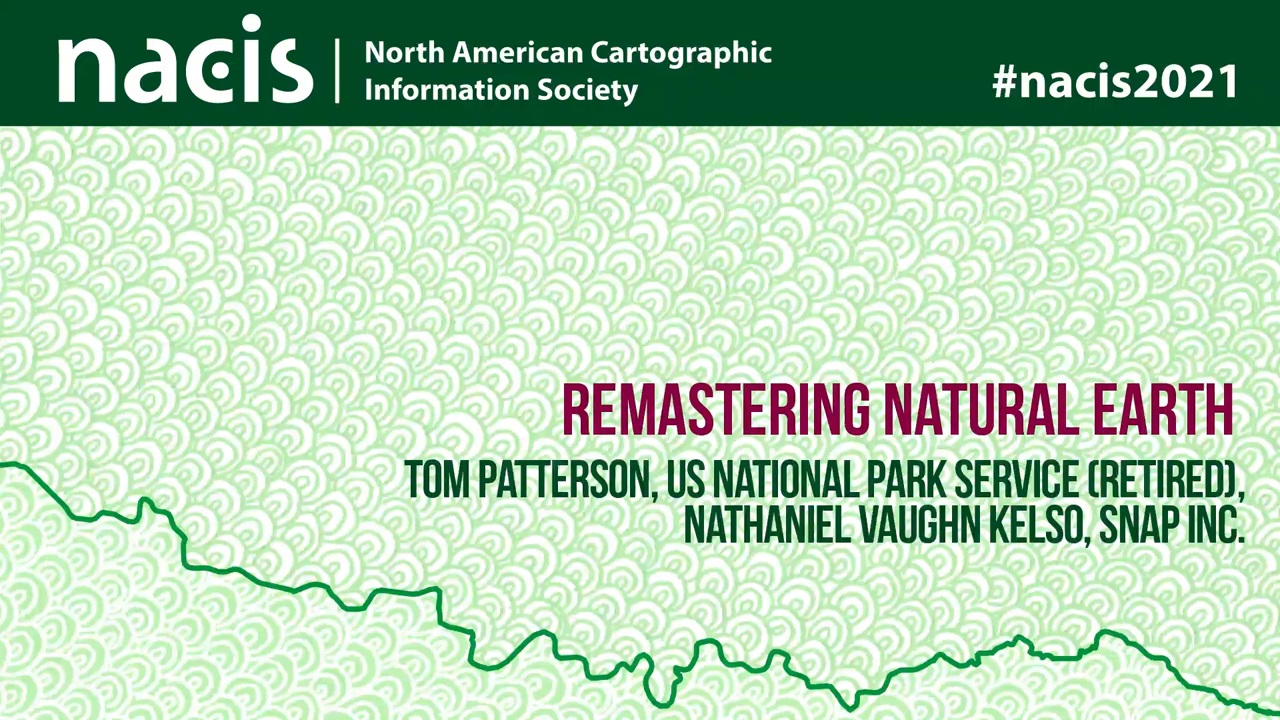 nacis
North American Cartographic
Information Society
#nacis2021
REMASTERING NATURAL EARTH
TOM PATTERSON, US NATIONAL PARK SERVICE (RETIRED),
NATHANIEL VAUGHN KELSO, SNAP INC.